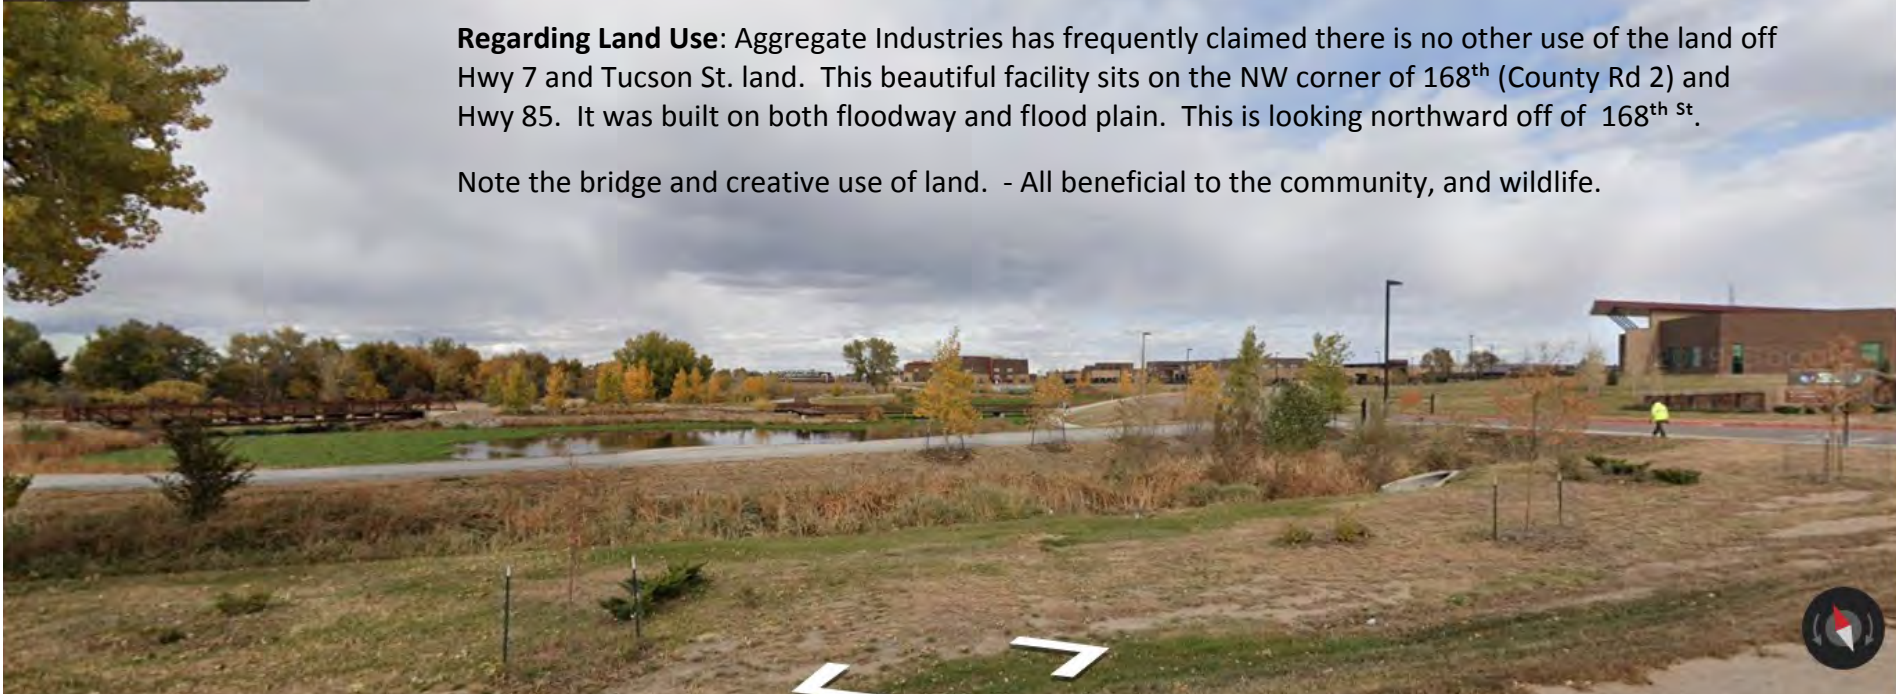 Regarding Land Use: Aggregate Industries has frequently claimed there is no other use of the land off
Hwy 7 and Tucson St. land. This beautiful facility sits on the NW corner of 168th (County Rd 2) and
Hwy 85. It was built on both floodway and flood plain. This is looking northward off of 168th St.
Note the bridge and creative use of land. - All beneficial to the community, and wildlife.